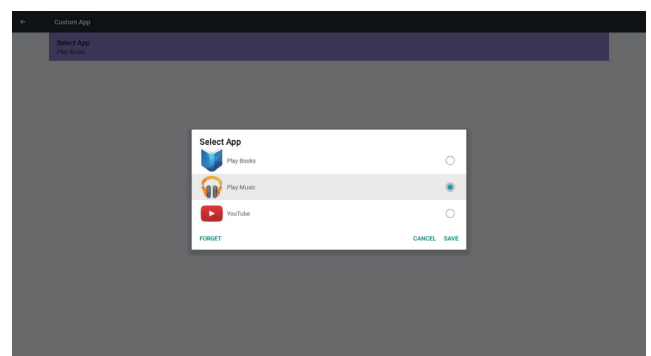 Custom App
Select App
Play Music
Select App
Play Books
Play Music
YouTube
FORGET CANCEL SAVE